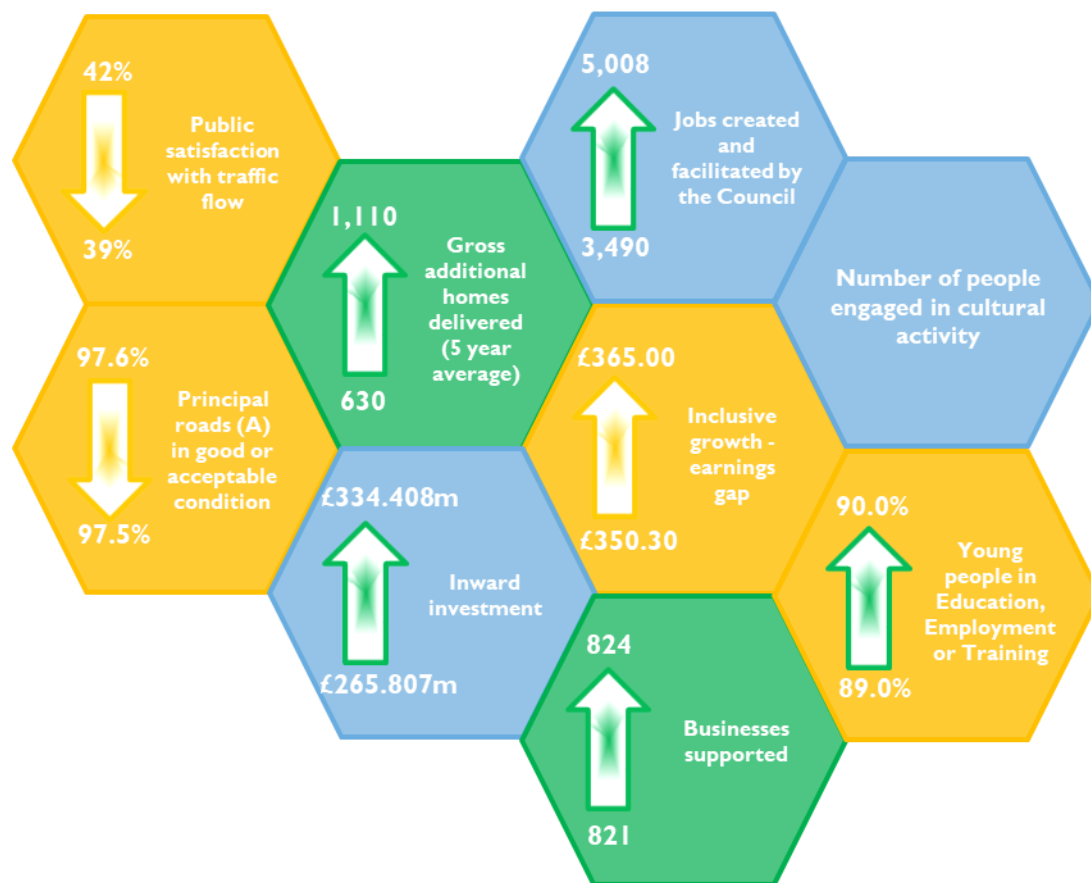 42%
Public
satisfaction
with traffic
flow
39%
5,008
Jobs created
and
facilitated by
the Council
3,490
1,110
Gross
additional
homes
delivered
(5 year
average)
630
Number of people
engaged in cultural
activity
97.6%
Principal
roads (A)
in good or
acceptable
condition
97.5%
£365.00
Inclusive
growth -
earnings
gap
£350.30
£334.408m
Inward
investment
£265.807m
90.0%
Young
people in
Education,
Employment
or Training
89.0%
824
Businesses
supported
821